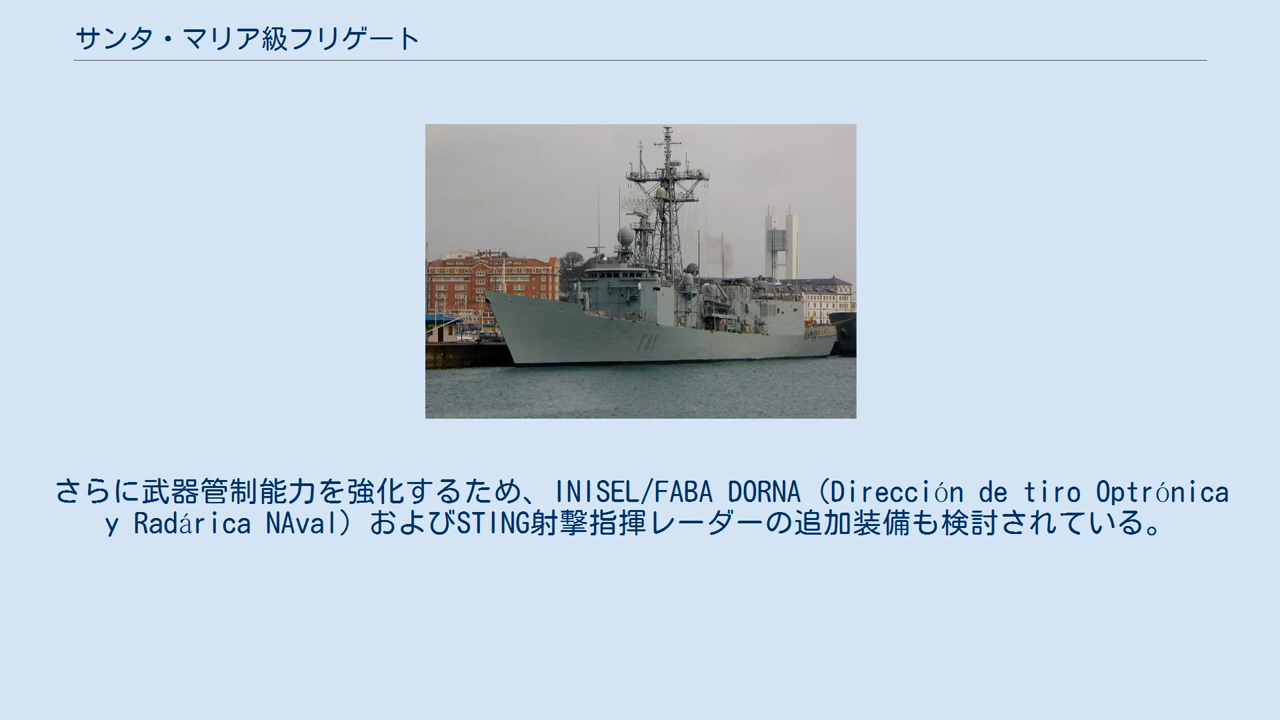 サンタ・マリア級フリゲート
F81
さらに武器管制能力を強化するため、INISEL/FABA DORNA（Dirección de tiro Optrónica
y Radárica NAval）およびSTING射撃指揮レーダーの追加装備も検討されている。